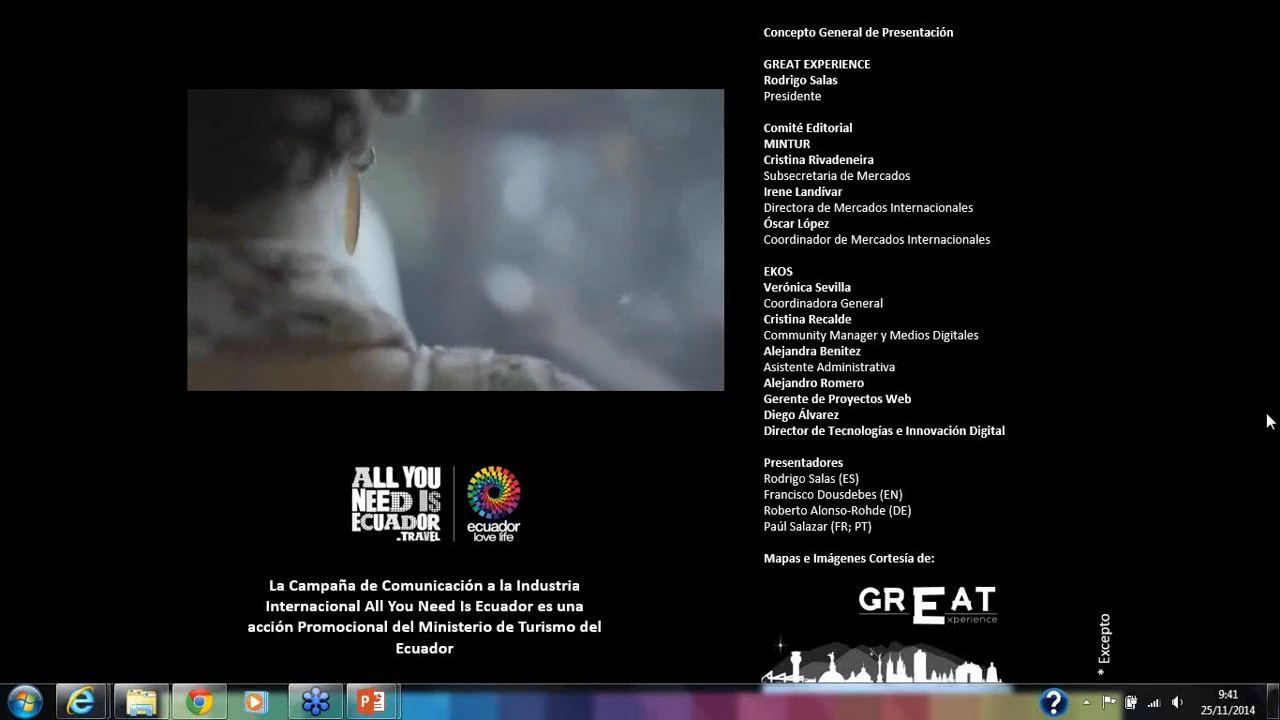 Concepto General de Presentación
GREAT EXPERIENCE
Rodrigo Salas
Presidente
Comité Editorial
MINTUR
Cristina Rivadeneira
Subsecretaria de Mercados
Irene Landívar
Directora de Mercados Internacionales
Óscar López
Coordinador de Mercados Internacionales
EKOS
Verónica Sevilla
Coordinadora General
Cristina Recalde
Community Manager y Medios Digitales
Alejandra Benitez
Asistente Administrativa
Alejandro Romero
Gerente de Proyectos Web
Diego Álvarez
Director de Tecnologías e Innovación Digital
Presentadores
Rodrigo Salas (ES)
Francisco Dousdebes (EN)
Roberto Alonso-Rohde (DE)
Paúl Salazar (FR; PT)
Mapas e Imágenes Cortesía de:
GREAT
xperience
* Excepto
ALL YOU
NEED IS
ECUADOR
.TRAVEL
ecuador
love life
La Campaña de Comunicación a la Industria
Internacional All You Need Is Ecuador es una
acción Promocional del Ministerio de Turismo del
Ecuador
9:41
25/11/2014